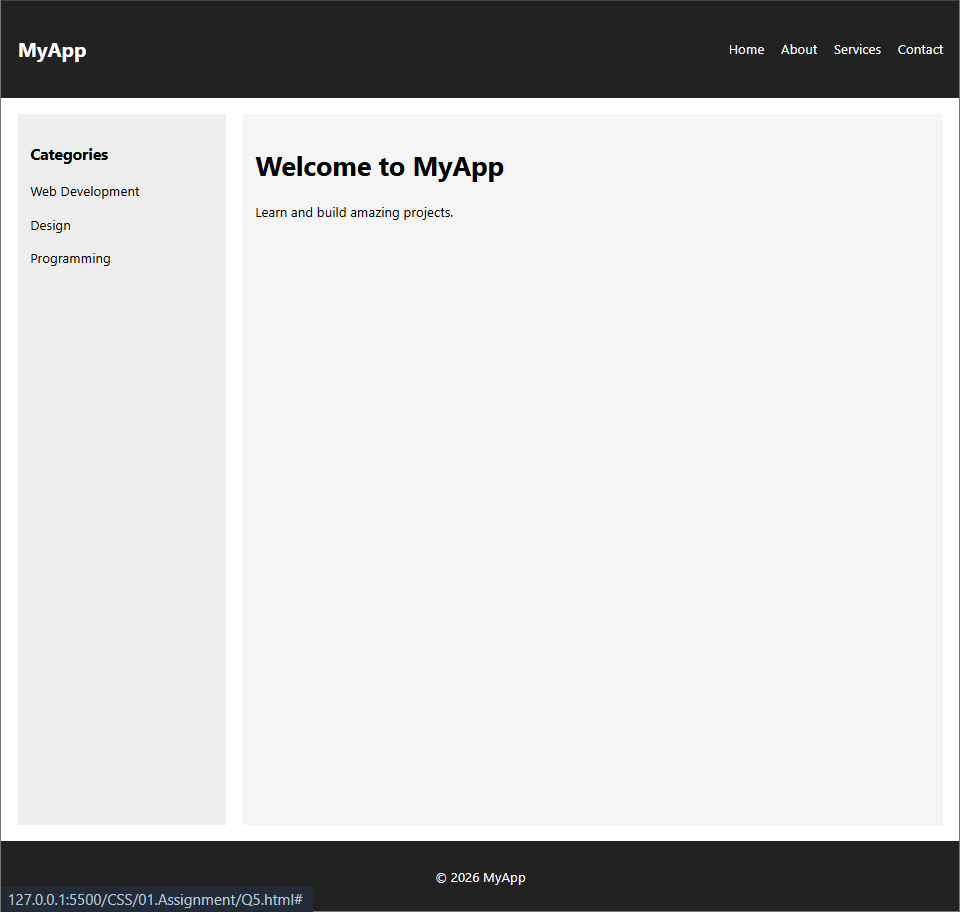 MyApp
Home About Services Contact
Categories
Web Development
Design
Programming
Welcome to MyApp
Learn and build amazing projects.
© 2026 MyApp
127.0.0.1:5500/CSS/01.Assignment/Q5.html#